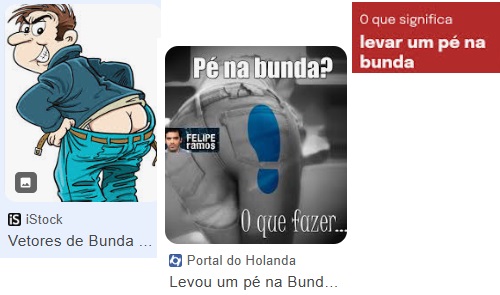 iS iStock
Vetores de Bunda ...
Pé na bunda?
FELIPE
RAMOS
O que fazer...
Portal do Holanda
Levou um pé na Bund...
O que significa
levar um pé na
bunda